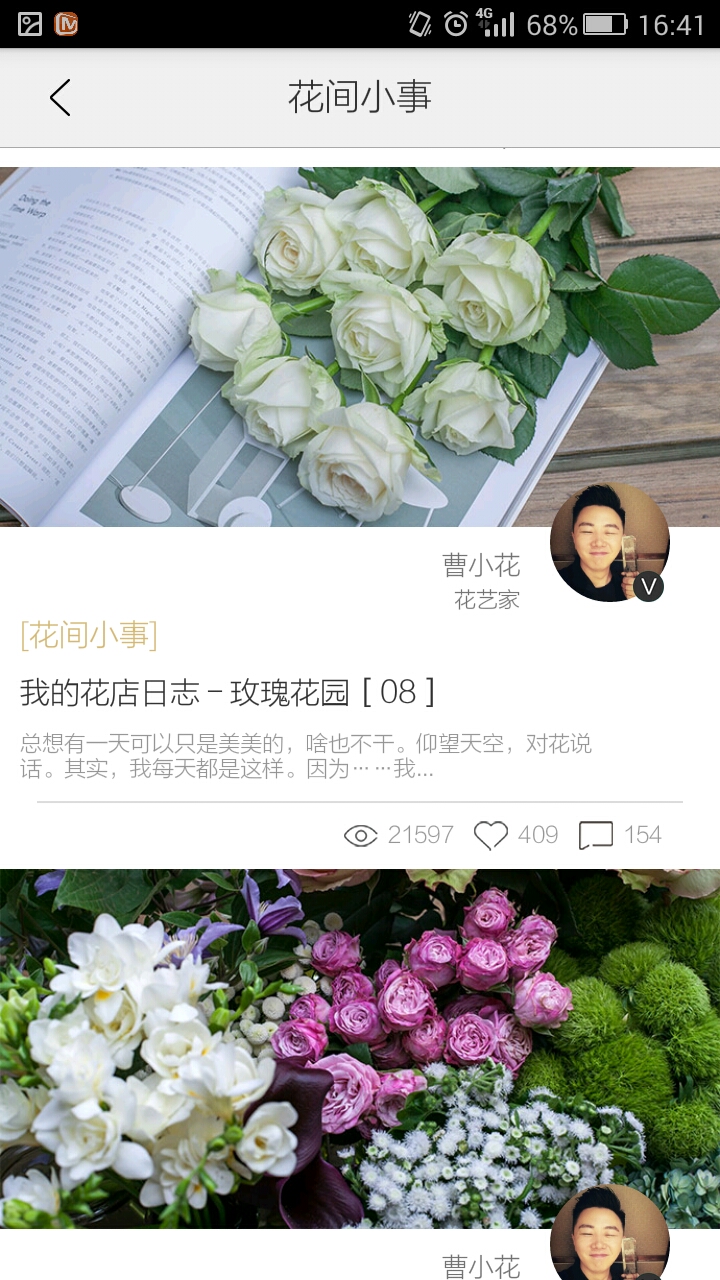 4G 68% 16:41
花间小事
Doing the
Time Warp
曹小花
花艺家
V
[花间小事]
我的花店日志－玫瑰花园［08］
总想有一天可以只是美美的，啥也不干。仰望天空，对花说
话。其实，我每天都是这样。因为……我...
21597 409 154
曹小花